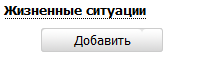 Жизненные ситуации
Добавить